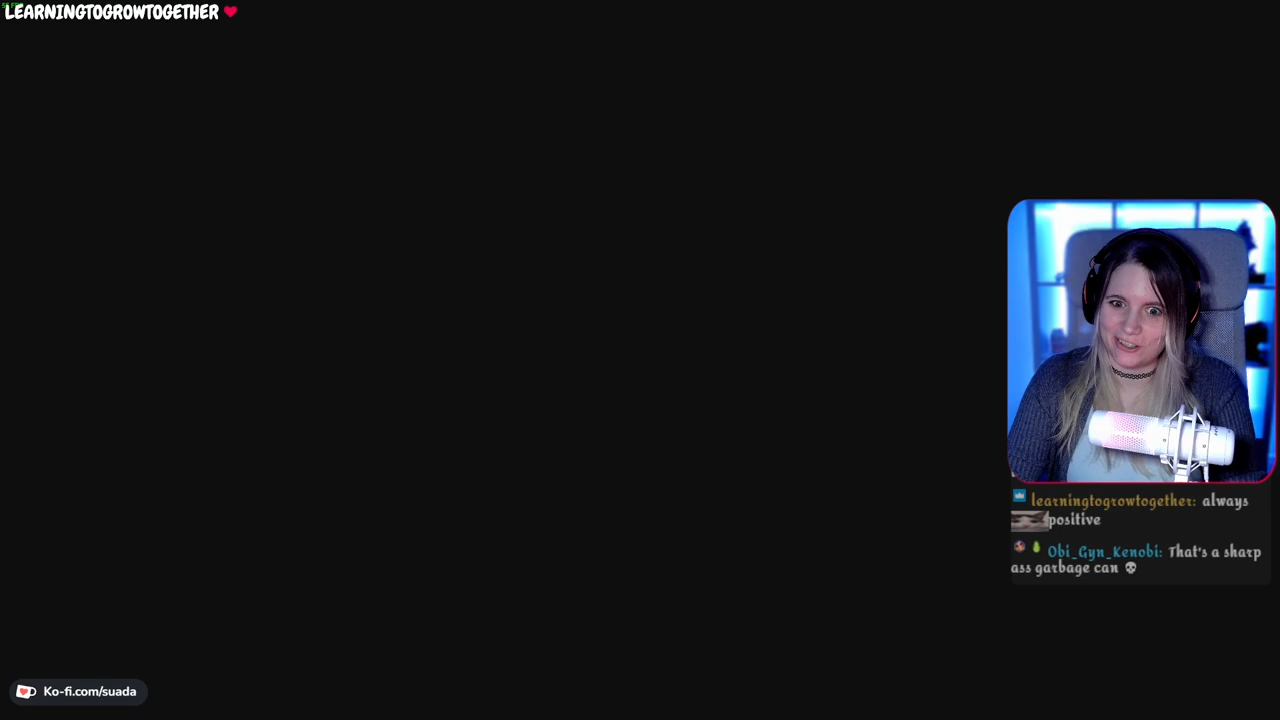 LEARNINGTOGROWTOGETHER
learningtogrowtogether: always
positive
Obi_Gyn_Kenobi: That's a sharp
ass garbage can
Ko-fi.com/suada